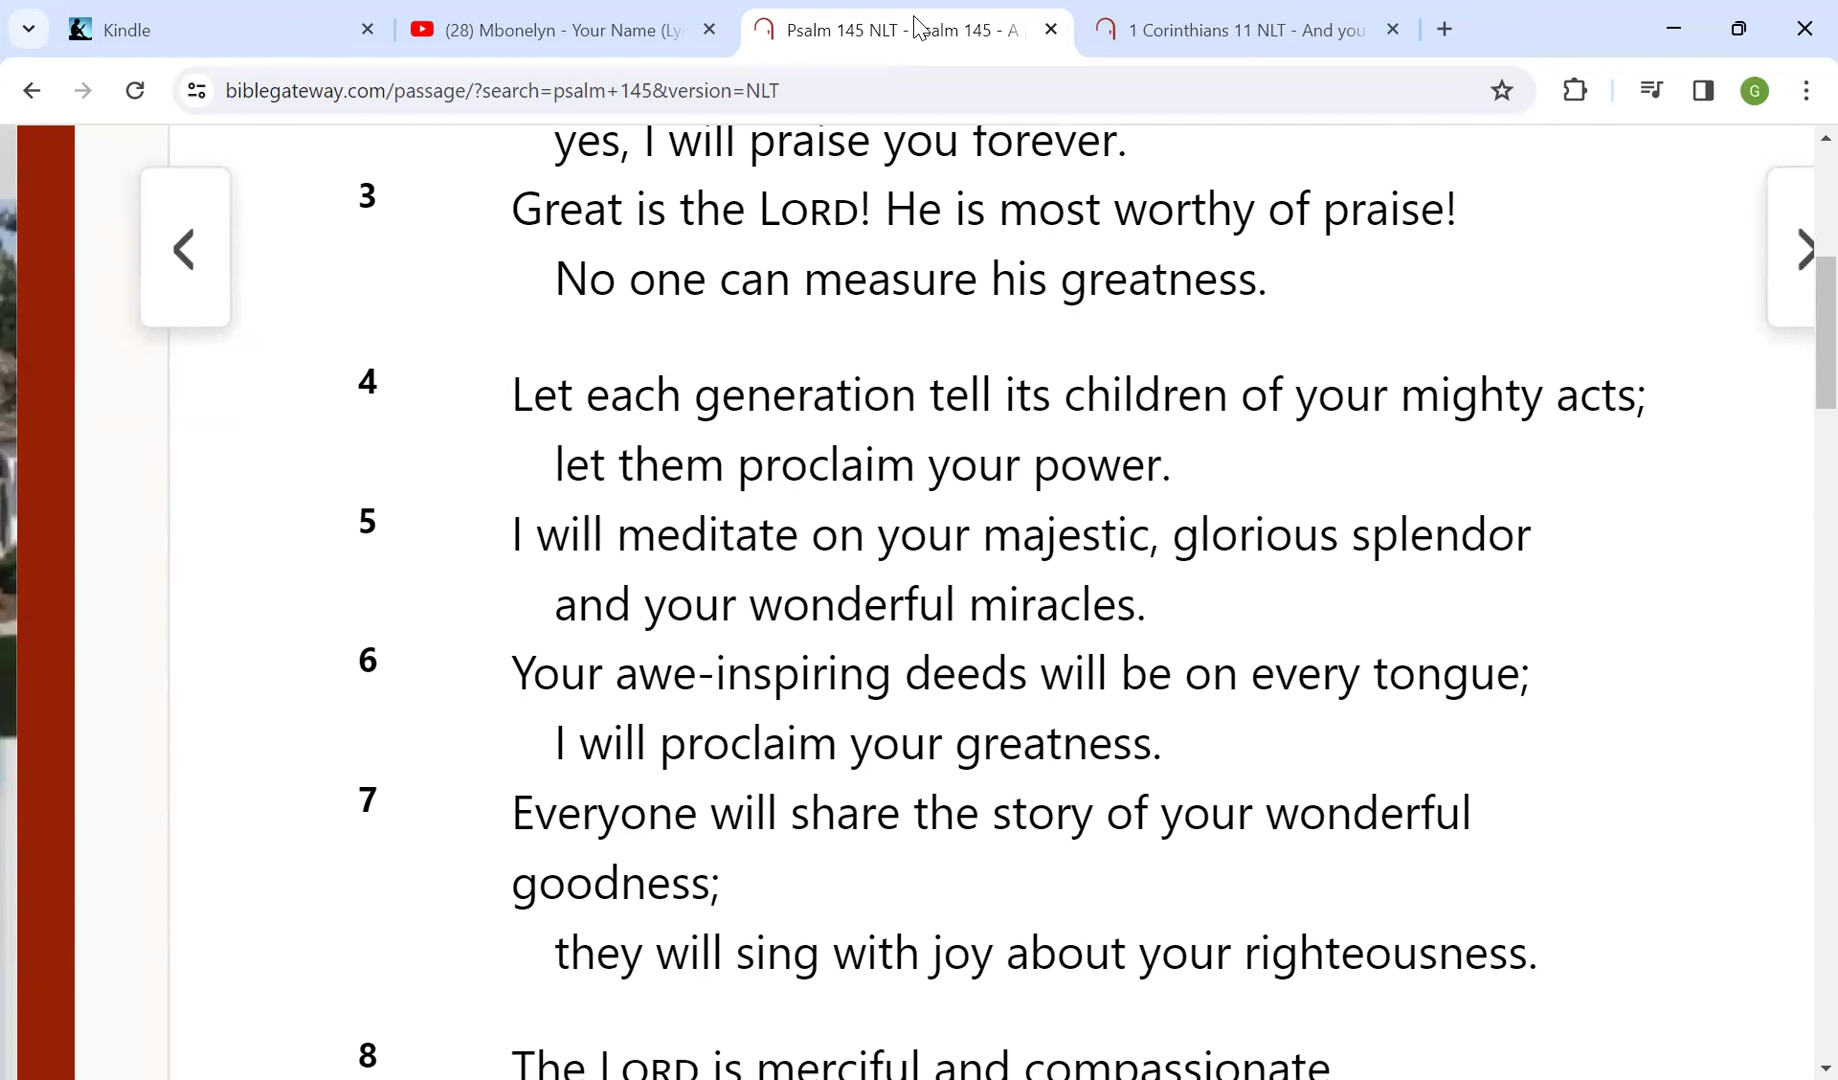 Kindle
(28) Mbonelyn - Your Name (Ly
Psalm 145 NLT - Psalm 145 - A
1 Corinthians 11 NLT - And you
biblegateway.com/passage/?search=psalm+145&version=NLT
G
yes, I will praise you forever.
3 Great is the LORD! He is most worthy of praise!
No one can measure his greatness.
4 Let each generation tell its children of your mighty acts;
let them proclaim your power.
5 I will meditate on your majestic, glorious splendor
and your wonderful miracles.
6 Your awe-inspiring deeds will be on every tongue;
I will proclaim your greatness.
7 Everyone will share the story of your wonderful
goodness;
they will sing with joy about your righteousness.
8 The LORD is merciful and compassionate